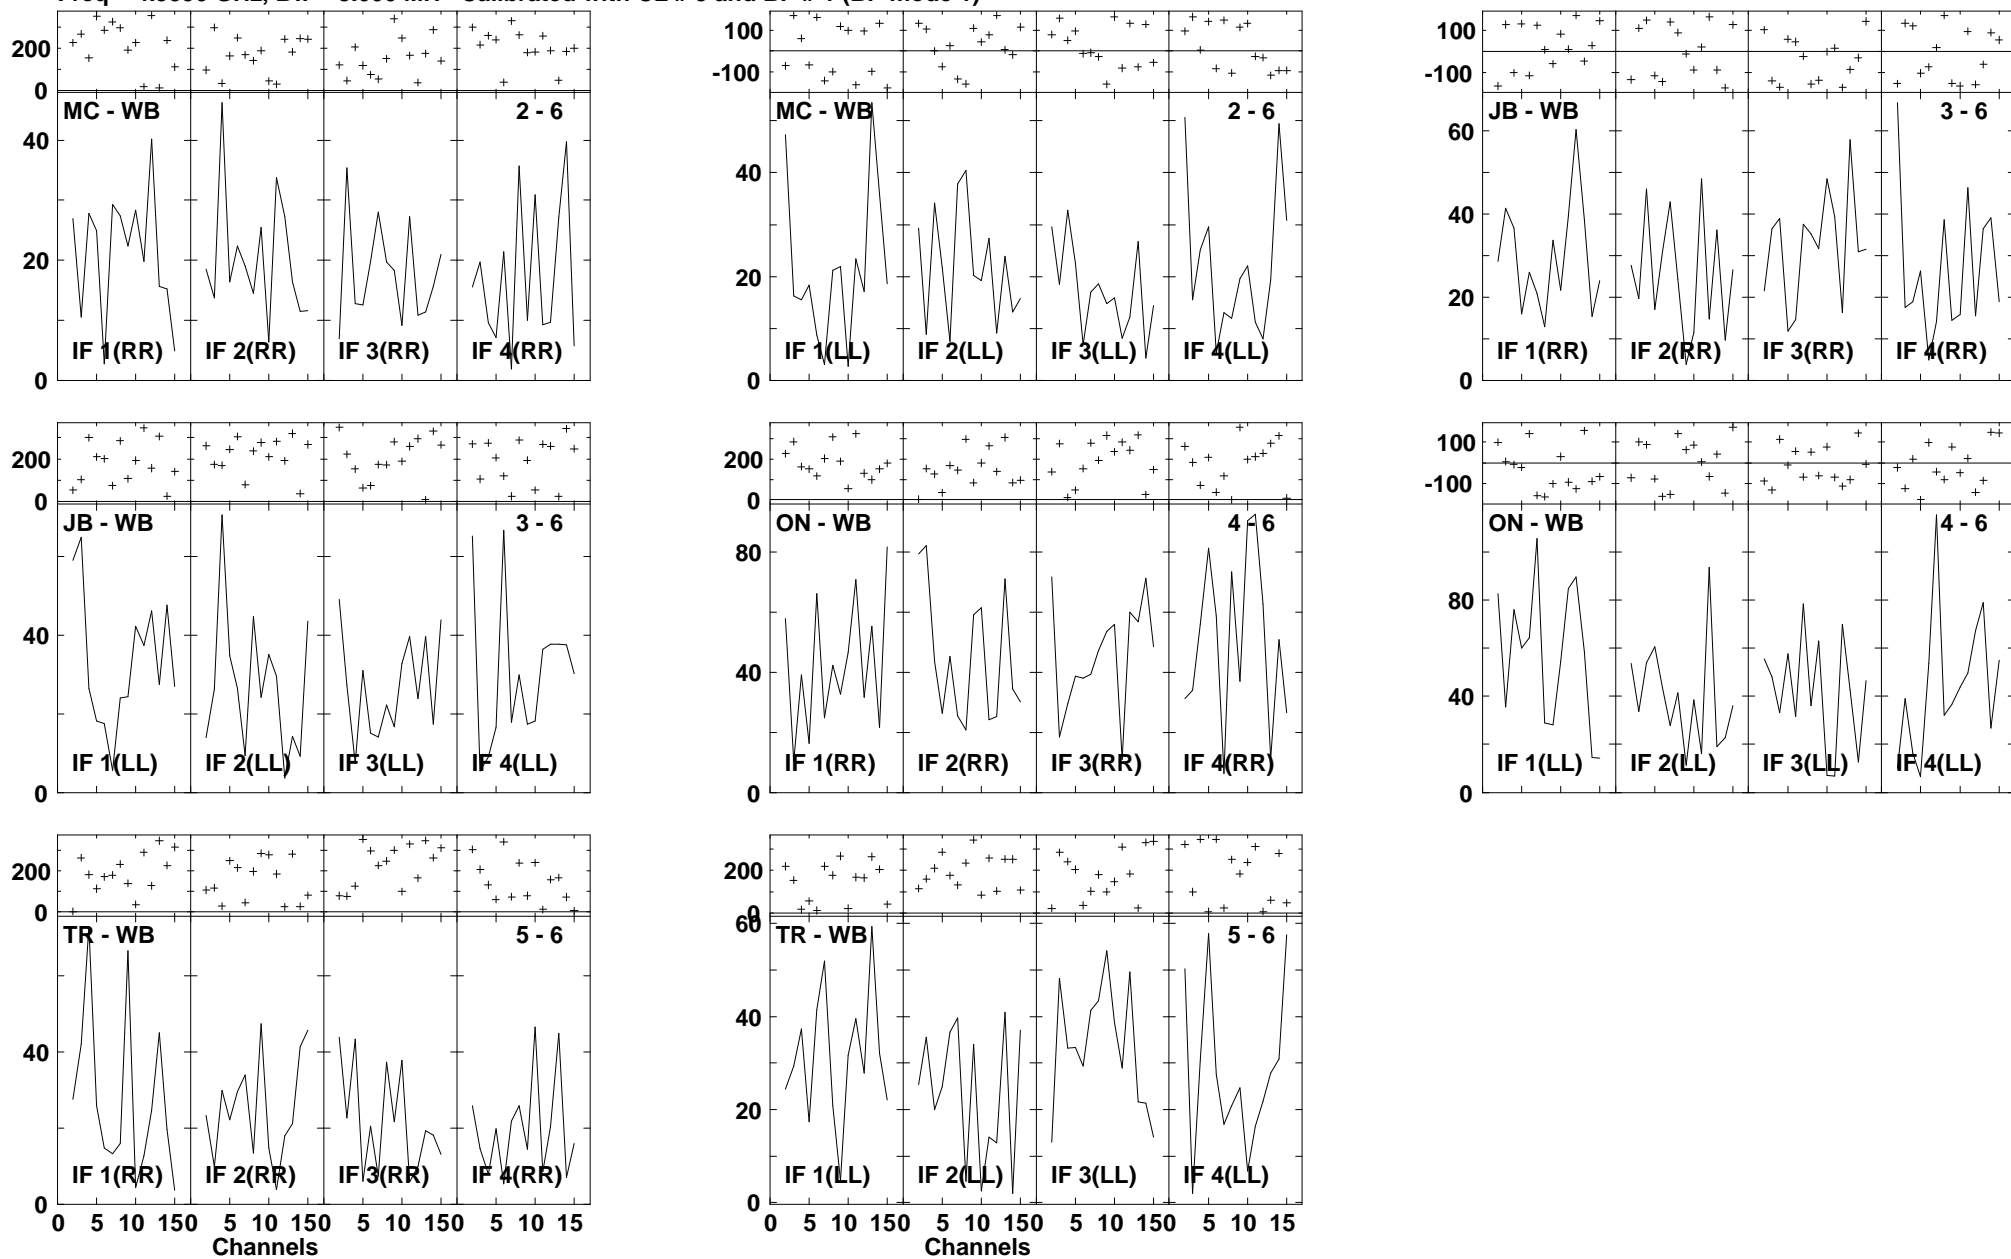 200
0
MC - WB
2 - 6
40
20
0
IF 1(RR)
IF 2(RR)
IF 3(RR)
IF 4(RR)
100
-100
MC - WB
2 - 6
40
20
0
IF 1(LL)
IF 2(LL)
IF 3(LL)
IF 4(LL)
100
-100
JB - WB
3 - 6
60
40
20
0
IF 1(RR)
IF 2(RR)
IF 3(RR)
IF 4(RR)
200
0
JB - WB
3 - 6
40
0
IF 1(LL)
IF 2(LL)
IF 3(LL)
IF 4(LL)
200
0
ON - WB
4 - 6
80
40
0
IF 1(RR)
IF 2(RR)
IF 3(RR)
IF 4(RR)
100
-100
ON - WB
4 - 6
80
40
0
IF 1(LL)
IF 2(LL)
IF 3(LL)
IF 4(LL)
200
0
TR - WB
5 - 6
40
0
IF 1(RR)
IF 2(RR)
IF 3(RR)
IF 4(RR)
0 5 10 150 5 10 150 5 10 150 5 10 15
Channels
200
0
60
TR - WB
5 - 6
40
20
0
IF 1(LL)
IF 2(LL)
IF 3(LL)
IF 4(LL)
0 5 10 150 5 10 150 5 10 150 5 10 15
Channels